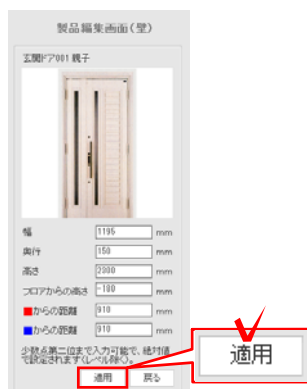 製品編集画面(壁)
玄関ドア001 親子
幅 1195 mm
奥行 150 mm
高さ 2300 mm
フロアからの高さ -180 mm
からの距離 910 mm
からの距離 910 mm
少数点第二位まで入力可能で、絶対値
で設定されます(レベル除く)。
適用 戻る
適用